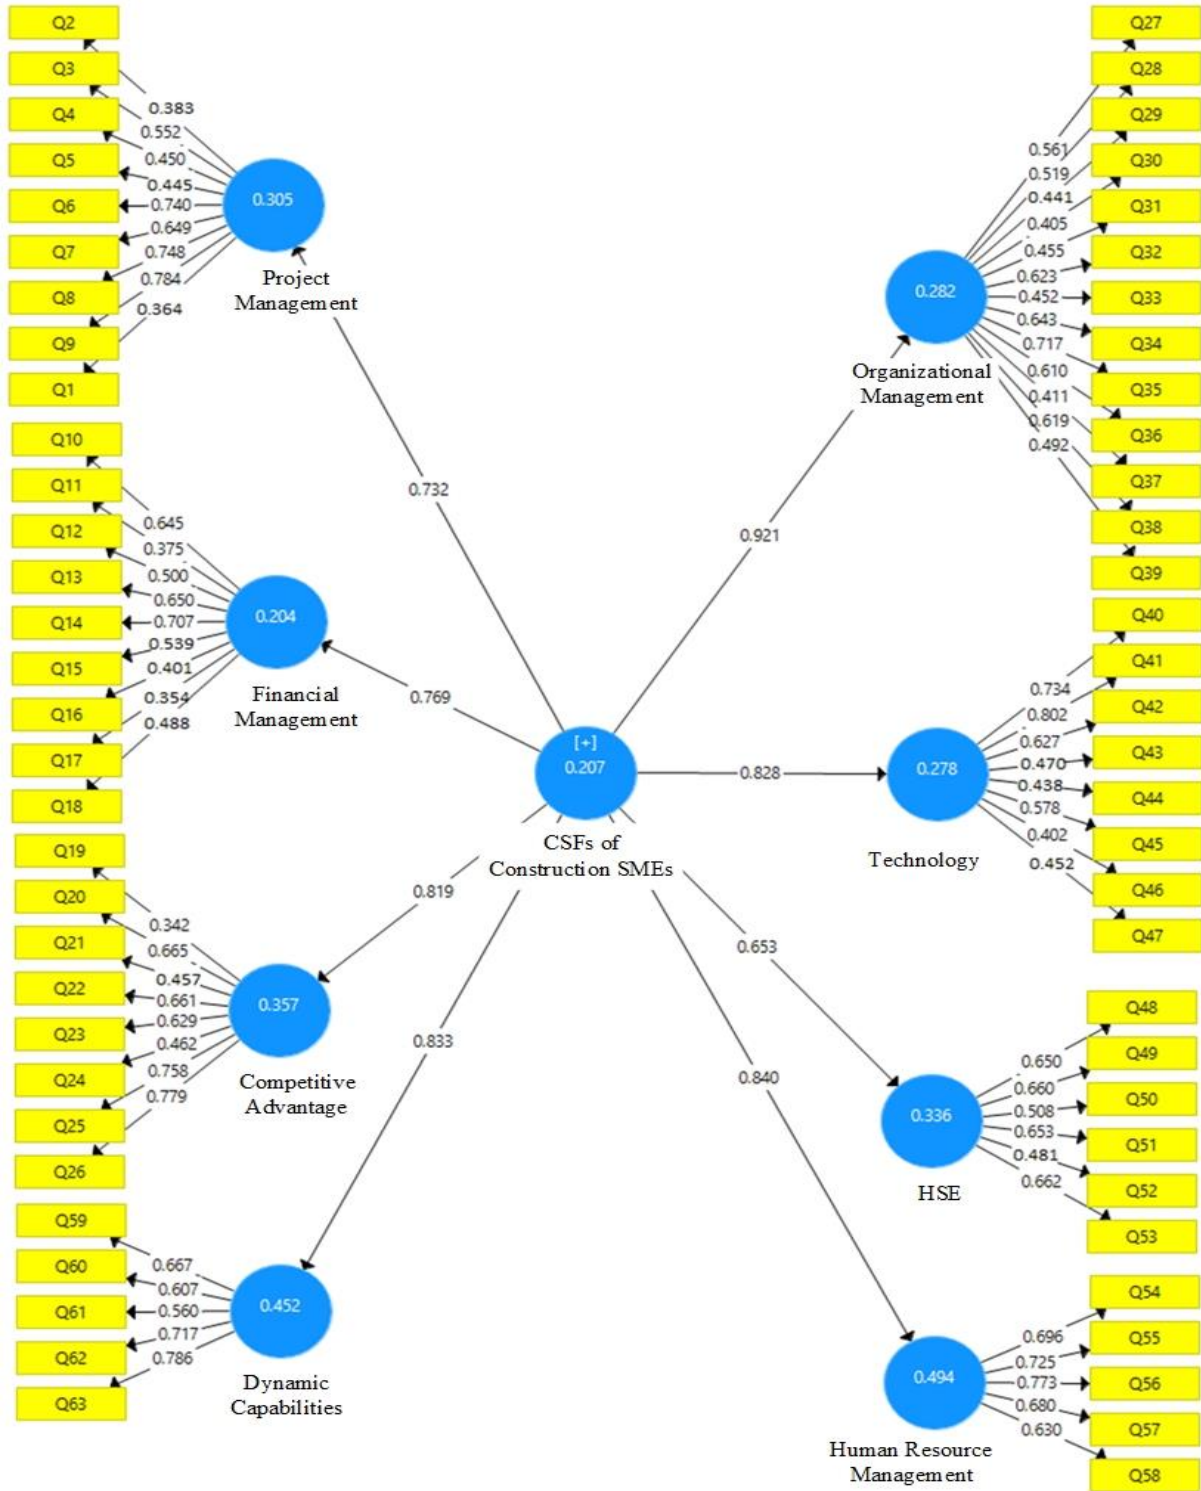 Q2
Q3
Q4
Q5
Q6
Q7
Q8
Q9
Q1
0.383
0.552
0.450
0.445
0.740
0.649
0.748
0.784
0.364
0.305
Project
Management
Q10
Q11
Q12
Q13
Q14
Q15
Q16
Q17
Q18
0.645
0.375
0.500
0.650
0.707
0.539
0.401
0.354
0.488
0.204
Financial
Management
Q19
Q20
Q21
Q22
Q23
Q24
Q25
Q26
0.342
0.665
0.457
0.661
0.629
0.462
0.758
0.779
0.357
Competitive
Advantage
Q59
Q60
Q61
Q62
Q63
0.667
0.607
0.560
0.717
0.786
0.452
Dynamic
Capabilities
0.732
0.769
0.819
0.833
[+]
0.207
CSFs of
Construction SMEs
0.921
0.828
0.653
0.840
0.282
Organizational
Management
0.561
0.519
0.441
0.405
0.455
0.623
0.452
0.643
0.717
0.610
0.411
0.619
0.492
Q27
Q28
Q29
Q30
Q31
Q32
Q33
Q34
Q35
Q36
Q37
Q38
Q39
0.278
Technology
0.734
0.802
0.627
0.470
0.438
0.578
0.402
0.452
Q40
Q41
Q42
Q43
Q44
Q45
Q46
Q47
0.336
HSE
0.650
0.660
0.508
0.653
0.481
0.662
Q48
Q49
Q50
Q51
Q52
Q53
0.494
Human Resource
Management
0.696
0.725
0.773
0.680
0.630
Q54
Q55
Q56
Q57
Q58